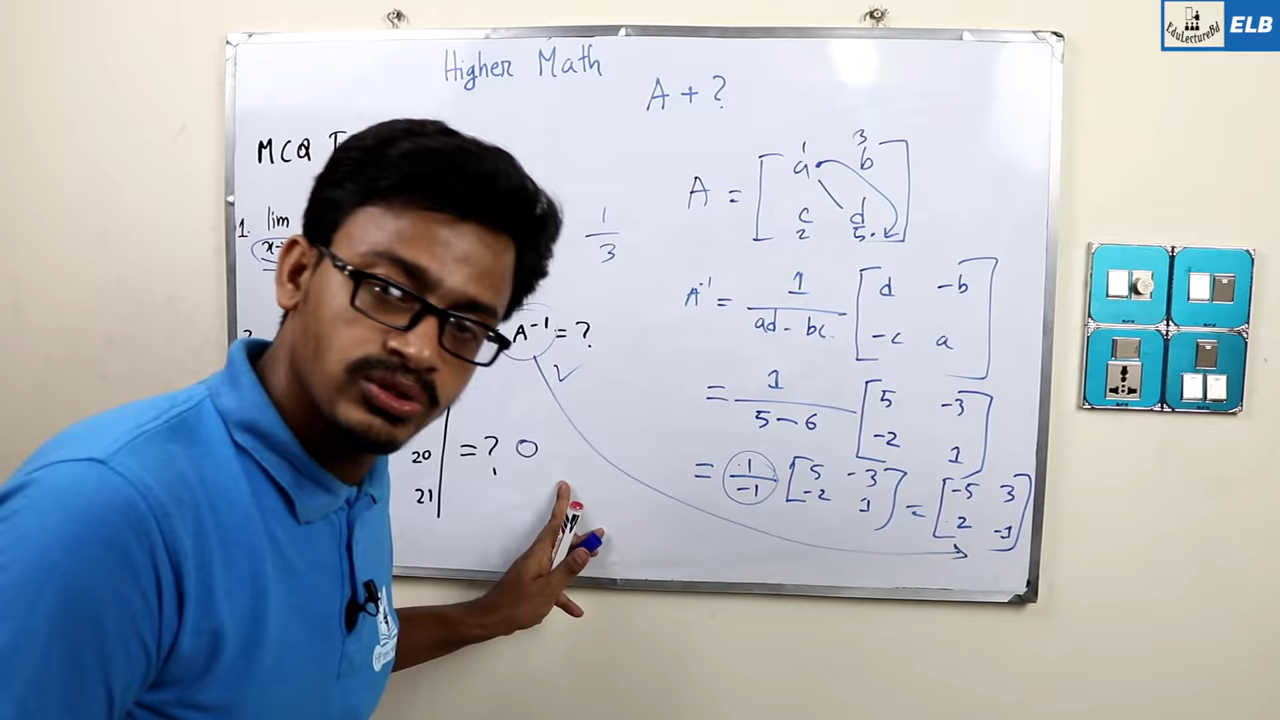 EduLectureBd ELB
Higher Math
A + ?
MCQ
1. lim
x→
1
3
A = [ a 1 b 3
c 2 d 5 ]
A⁻¹ = 1 / ad - bc [ d -b
-c a ]
A⁻¹ = ?
= 1 / 5 - 6 [ 5 -3
-2 1 ]
20
21
= ? 0
= 1 / -1 [ 5 -3
-2 1 ] = [ -5 3
2 -1 ]